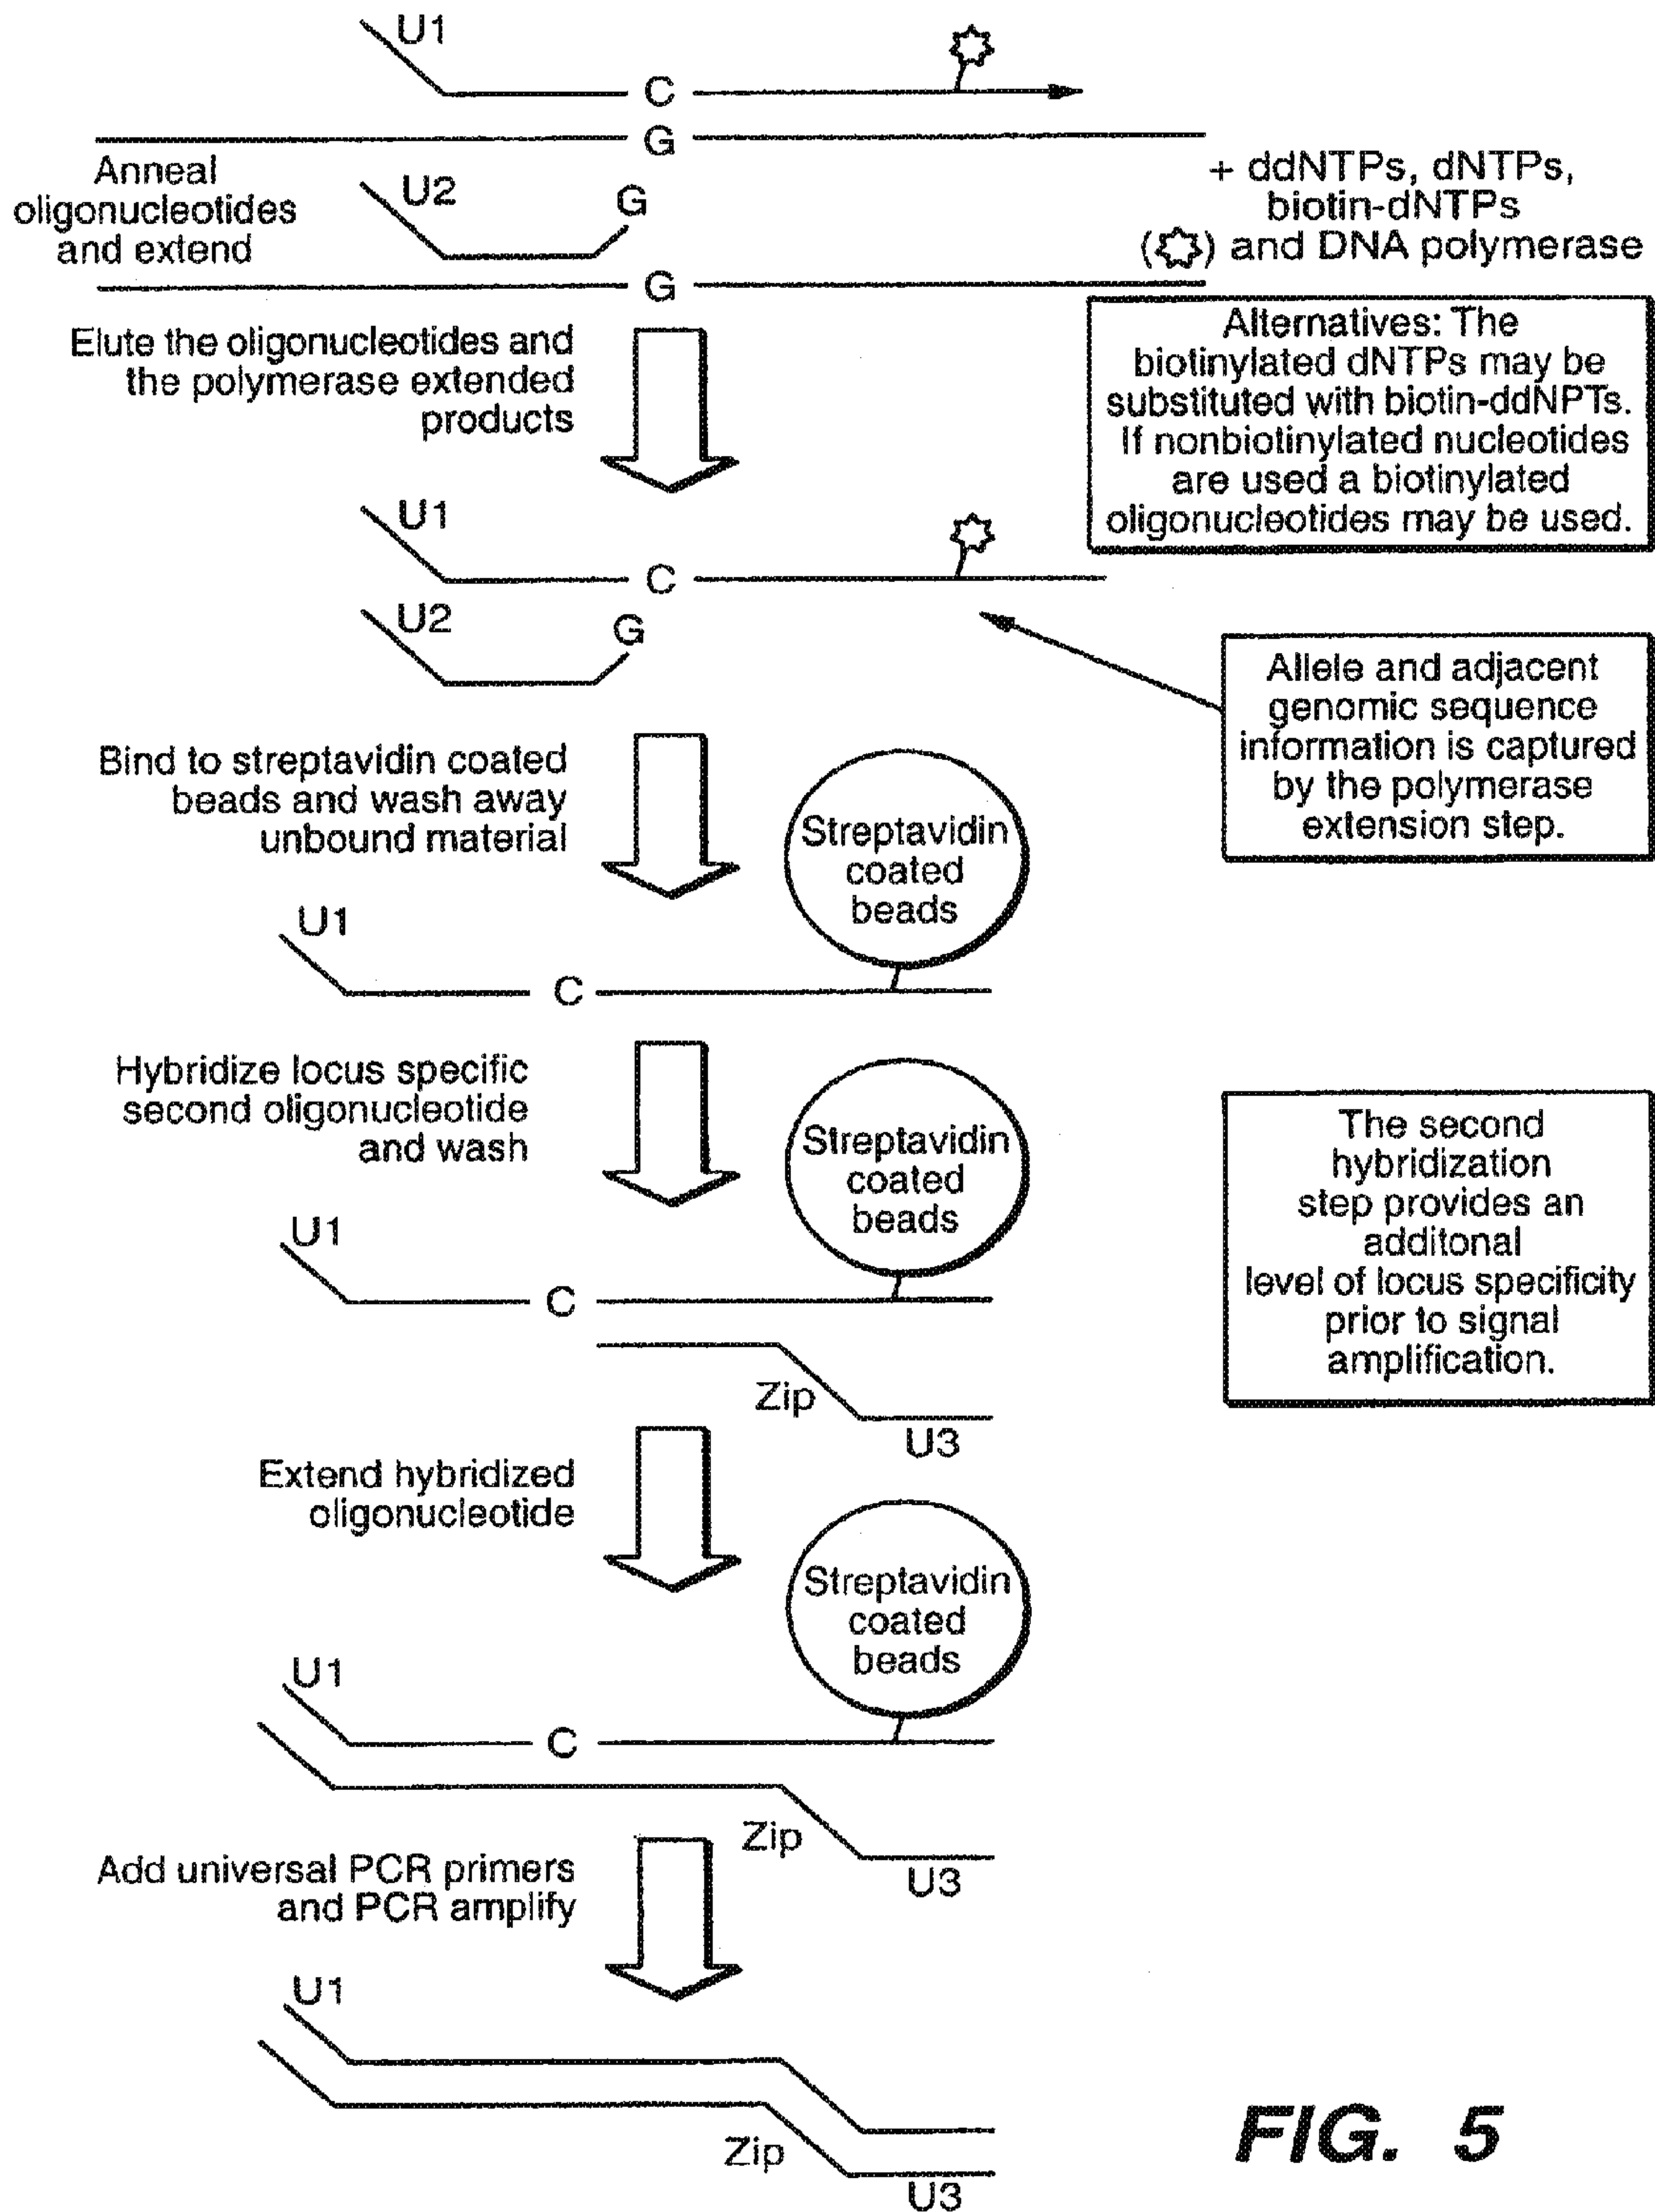 U1
C
G
Anneal
oligonucleotides
and extend
U2
G
G
+ ddNTPs, dNTPs,
biotin-dNTPs
( ) and DNA polymerase
Elute the oligonucleotides and
the polymerase extended
products
Alternatives: The
biotinylated dNTPs may be
substituted with biotin-ddNPTs.
If nonbiotinylated nucleotides
are used a biotinylated
oligonucleotides may be used.
U1
C
U2
G
Allele and adjacent
genomic sequence
information is captured
by the polymerase
extension step.
Bind to streptavidin coated
beads and wash away
unbound material
Streptavidin
coated
beads
U1
C
Hybridize locus specific
second oligonucleotide
and wash
Streptavidin
coated
beads
The second
hybridization
step provides an
additonal
level of locus specificity
prior to signal
amplification.
U1
C
Zip
U3
Extend hybridized
oligonucleotide
Streptavidin
coated
beads
U1
C
Zip
U3
Add universal PCR primers
and PCR amplify
U1
Zip
U3
FIG. 5